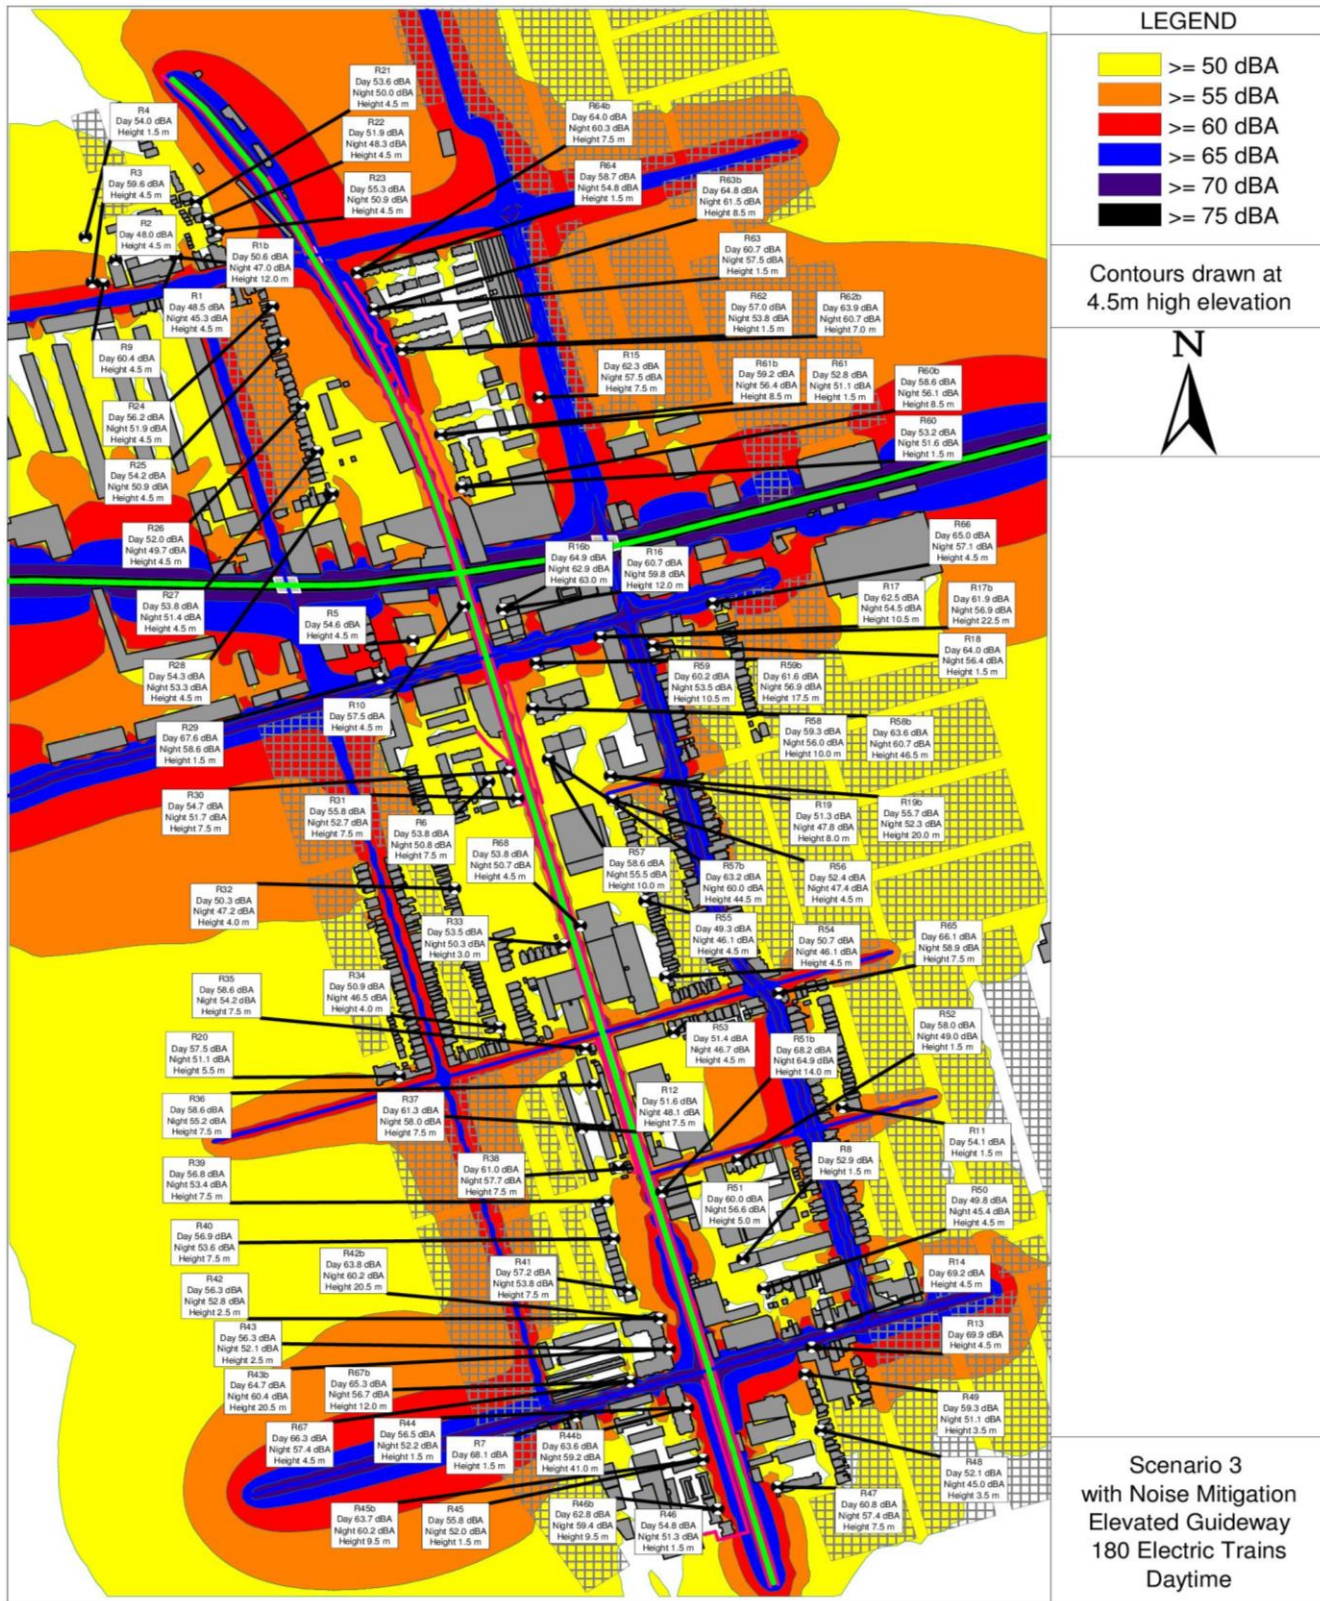 LEGEND
>= 50 dBA
>= 55 dBA
>= 60 dBA
>= 65 dBA
>= 70 dBA
>= 75 dBA
Contours drawn at
4.5m high elevation
N
R21
Day 53.6 dBA
Night 50.0 dBA
Height 4.5 m
R4
Day 54.0 dBA
Height 1.5 m
R64b
Day 64.0 dBA
Night 60.3 dBA
Height 7.5 m
R22
Day 51.9 dBA
Night 48.3 dBA
Height 4.5 m
R3
Day 59.6 dBA
Height 4.5 m
R23
Day 55.3 dBA
Night 50.9 dBA
Height 4.5 m
R64
Day 58.7 dBA
Night 54.8 dBA
Height 1.5 m
R63b
Day 64.8 dBA
Night 61.5 dBA
Height 8.5 m
R2
Day 48.0 dBA
Height 4.5 m
R1b
Day 50.6 dBA
Night 47.0 dBA
Height 12.0 m
R63
Day 60.7 dBA
Night 57.5 dBA
Height 1.5 m
R1
Day 48.5 dBA
Night 45.3 dBA
Height 4.5 m
R62
Day 57.0 dBA
Night 53.8 dBA
Height 1.5 m
R62b
Day 63.9 dBA
Night 60.7 dBA
Height 7.0 m
R9
Day 60.4 dBA
Height 4.5 m
R15
Day 62.3 dBA
Night 57.5 dBA
Height 7.5 m
R61b
Day 59.2 dBA
Night 56.4 dBA
Height 8.5 m
R61
Day 52.8 dBA
Night 51.1 dBA
Height 1.5 m
R60b
Day 58.6 dBA
Night 56.1 dBA
Height 8.5 m
R24
Day 56.2 dBA
Night 51.9 dBA
Height 4.5 m
R60
Day 53.2 dBA
Night 51.6 dBA
Height 1.5 m
R25
Day 54.2 dBA
Night 50.9 dBA
Height 4.5 m
R26
Day 52.0 dBA
Night 49.7 dBA
Height 4.5 m
R66
Day 65.0 dBA
Night 57.1 dBA
Height 4.5 m
R16b
Day 64.9 dBA
Night 62.9 dBA
Height 63.0 m
R16
Day 60.7 dBA
Night 59.8 dBA
Height 12.0 m
R27
Day 53.8 dBA
Night 51.4 dBA
Height 4.5 m
R5
Day 54.6 dBA
Height 4.5 m
R17
Day 62.5 dBA
Night 54.5 dBA
Height 10.5 m
R17b
Day 61.9 dBA
Night 56.9 dBA
Height 22.5 m
R18
Day 64.0 dBA
Night 56.4 dBA
Height 1.5 m
R28
Day 54.3 dBA
Night 53.3 dBA
Height 4.5 m
R59
Day 60.2 dBA
Night 53.5 dBA
Height 10.5 m
R59b
Day 61.6 dBA
Night 56.9 dBA
Height 17.5 m
R10
Day 57.5 dBA
Height 4.5 m
R29
Day 67.6 dBA
Night 58.6 dBA
Height 1.5 m
R58
Day 59.3 dBA
Night 56.0 dBA
Height 10.0 m
R58b
Day 63.6 dBA
Night 60.7 dBA
Height 46.5 m
R30
Day 54.7 dBA
Night 51.7 dBA
Height 7.5 m
R31
Day 55.8 dBA
Night 52.7 dBA
Height 7.5 m
R6
Day 53.8 dBA
Night 50.8 dBA
Height 7.5 m
R19
Day 51.3 dBA
Night 47.8 dBA
Height 8.0 m
R19b
Day 55.7 dBA
Night 52.3 dBA
Height 20.0 m
R68
Day 53.8 dBA
Night 50.7 dBA
Height 4.5 m
R57
Day 58.6 dBA
Night 55.5 dBA
Height 10.0 m
R57b
Day 63.2 dBA
Night 60.0 dBA
Height 44.5 m
R56
Day 52.4 dBA
Night 47.4 dBA
Height 4.5 m
R32
Day 50.3 dBA
Night 47.2 dBA
Height 4.0 m
R33
Day 53.5 dBA
Night 50.3 dBA
Height 3.0 m
R55
Day 49.3 dBA
Night 46.1 dBA
Height 4.5 m
R54
Day 50.7 dBA
Night 46.1 dBA
Height 4.5 m
R65
Day 66.1 dBA
Night 58.9 dBA
Height 7.5 m
R35
Day 58.6 dBA
Night 54.2 dBA
Height 7.5 m
R34
Day 50.9 dBA
Night 46.5 dBA
Height 4.0 m
R52
Day 58.0 dBA
Night 49.0 dBA
Height 1.5 m
R20
Day 57.5 dBA
Night 51.1 dBA
Height 5.5 m
R53
Day 51.4 dBA
Night 46.7 dBA
Height 4.5 m
R51b
Day 68.2 dBA
Night 64.9 dBA
Height 14.0 m
R36
Day 58.6 dBA
Night 55.2 dBA
Height 7.5 m
R37
Day 61.3 dBA
Night 58.0 dBA
Height 7.5 m
R12
Day 51.6 dBA
Night 48.1 dBA
Height 7.5 m
R11
Day 54.1 dBA
Height 1.5 m
R8
Day 52.9 dBA
Height 1.5 m
R39
Day 56.8 dBA
Night 53.4 dBA
Height 7.5 m
R38
Day 61.0 dBA
Night 57.7 dBA
Height 7.5 m
R51
Day 60.0 dBA
Night 56.6 dBA
Height 5.0 m
R50
Day 49.8 dBA
Night 45.4 dBA
Height 4.5 m
R40
Day 56.9 dBA
Night 53.6 dBA
Height 7.5 m
R42b
Day 63.8 dBA
Night 60.2 dBA
Height 20.5 m
R41
Day 57.2 dBA
Night 53.8 dBA
Height 7.5 m
R14
Day 69.2 dBA
Height 4.5 m
R42
Day 56.3 dBA
Night 52.8 dBA
Height 2.5 m
R43
Day 56.3 dBA
Night 52.1 dBA
Height 2.5 m
R13
Day 69.9 dBA
Height 4.5 m
R43b
Day 64.7 dBA
Night 60.4 dBA
Height 20.5 m
R67b
Day 65.3 dBA
Night 56.7 dBA
Height 12.0 m
R49
Day 59.3 dBA
Night 51.1 dBA
Height 3.5 m
R67
Day 66.3 dBA
Night 57.4 dBA
Height 4.5 m
R44
Day 56.5 dBA
Night 52.2 dBA
Height 1.5 m
R7
Day 68.1 dBA
Height 1.5 m
R44b
Day 63.6 dBA
Night 59.2 dBA
Height 41.0 m
R48
Day 52.1 dBA
Night 45.0 dBA
Height 3.5 m
R45b
Day 63.7 dBA
Night 60.2 dBA
Height 9.5 m
R45
Day 55.8 dBA
Night 52.0 dBA
Height 1.5 m
R46b
Day 62.8 dBA
Night 59.4 dBA
Height 9.5 m
R46
Day 54.8 dBA
Night 51.3 dBA
Height 1.5 m
R47
Day 60.8 dBA
Night 57.4 dBA
Height 7.5 m
Scenario 3
with Noise Mitigation
Elevated Guideway
180 Electric Trains
Daytime